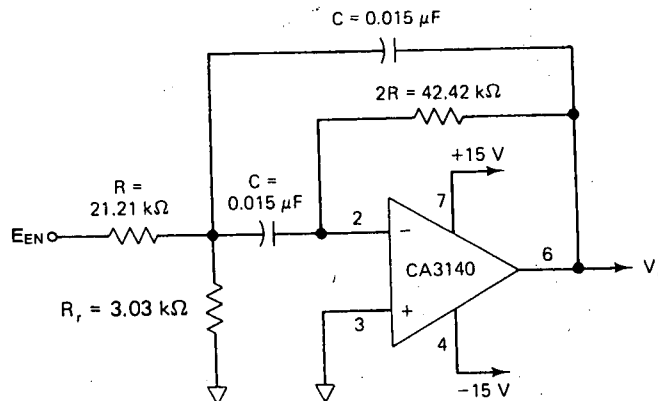 C = 0.015 μF
2R = 42.42 kΩ
+15 V
R =
21.21 kΩ
C =
0.015 μF
7
2
−
EEN
CA3140
6
V
Rr = 3.03 kΩ
3
+
4
−15 V